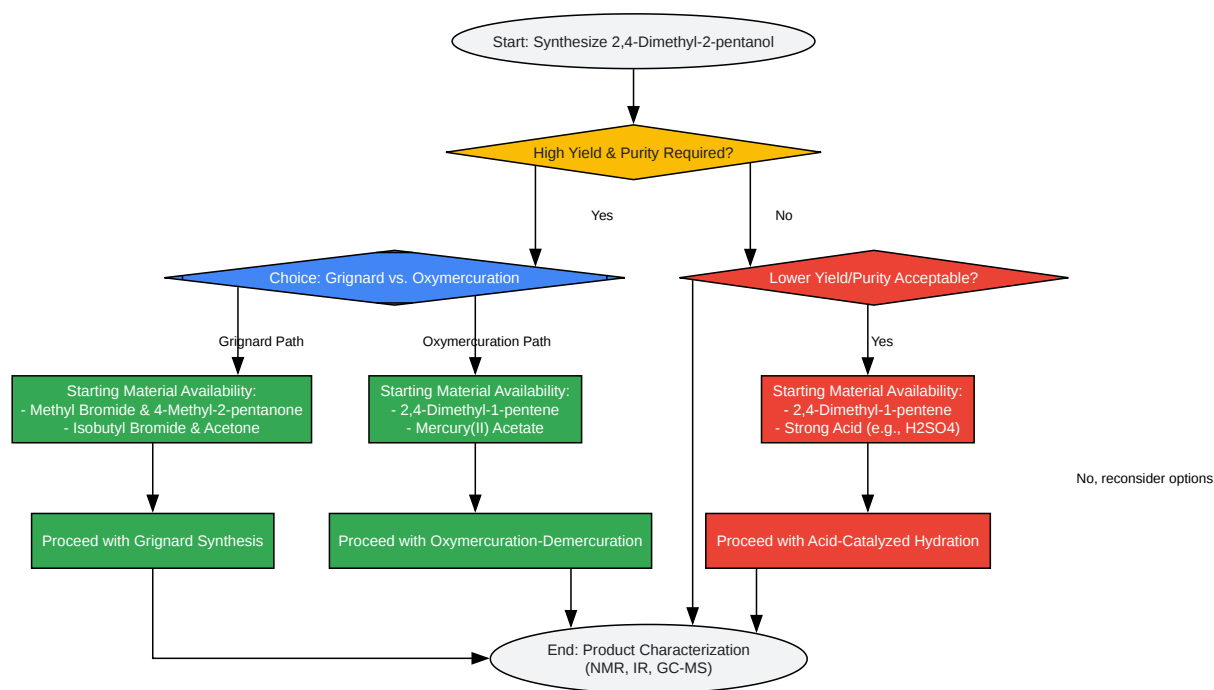 Start: Synthesize 2,4-Dimethyl-2-pentanol
High Yield & Purity Required?
Yes
No
Choice: Grignard vs. Oxymercuration
Lower Yield/Purity Acceptable?
Grignard Path
Oxymercuration Path
Yes
Starting Material Availability:
- Methyl Bromide & 4-Methyl-2-pentanone
- Isobutyl Bromide & Acetone
Starting Material Availability:
- 2,4-Dimethyl-1-pentene
- Mercury(II) Acetate
Starting Material Availability:
- 2,4-Dimethyl-1-pentene
- Strong Acid (e.g., H2SO4)
No, reconsider options
Proceed with Grignard Synthesis
Proceed with Oxymercuration-Demercuration
Proceed with Acid-Catalyzed Hydration
End: Product Characterization
(NMR, IR, GC-MS)